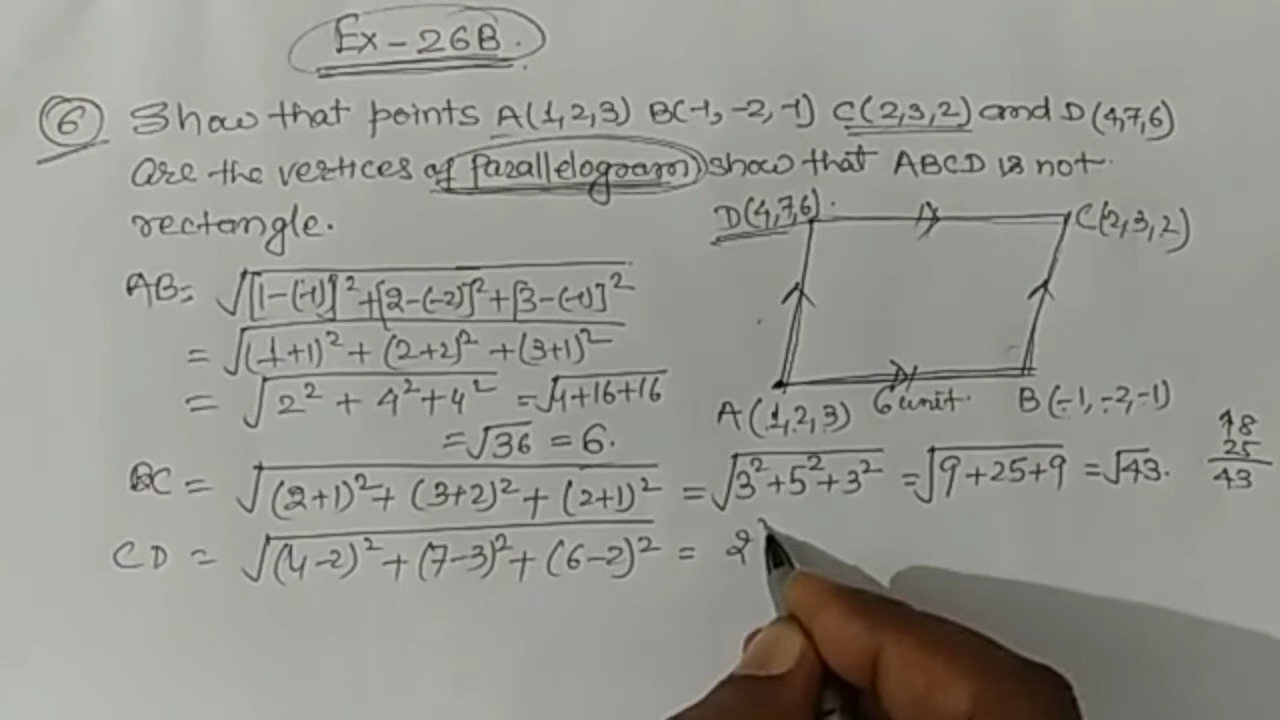 Ex-26B.
6 Show that points A(1,2,3) B(-1,-2,-1) C(2,3,2) and D(4,7,6)
are the vertices of Parallelogram show that ABCD is not
rectangle.
D(4,7,6). C(2,3,2)
AB= √[1-(-1)]²+[2-(-2)]²+[3-(-1)]²
= √(1+1)² + (2+2)² + (3+1)²
= √2² + 4²+4² = √4+16+16
A(1,2,3) 6 unit. B(-1,-2,-1)
= √36 = 6.
BC = √(2+1)² + (3+2)² + (2+1)² = √3²+5²+3² = √9+25+9 = √43.
18
25
43
CD = √(4-2)² + (7-3)² + (6-2)² = 2